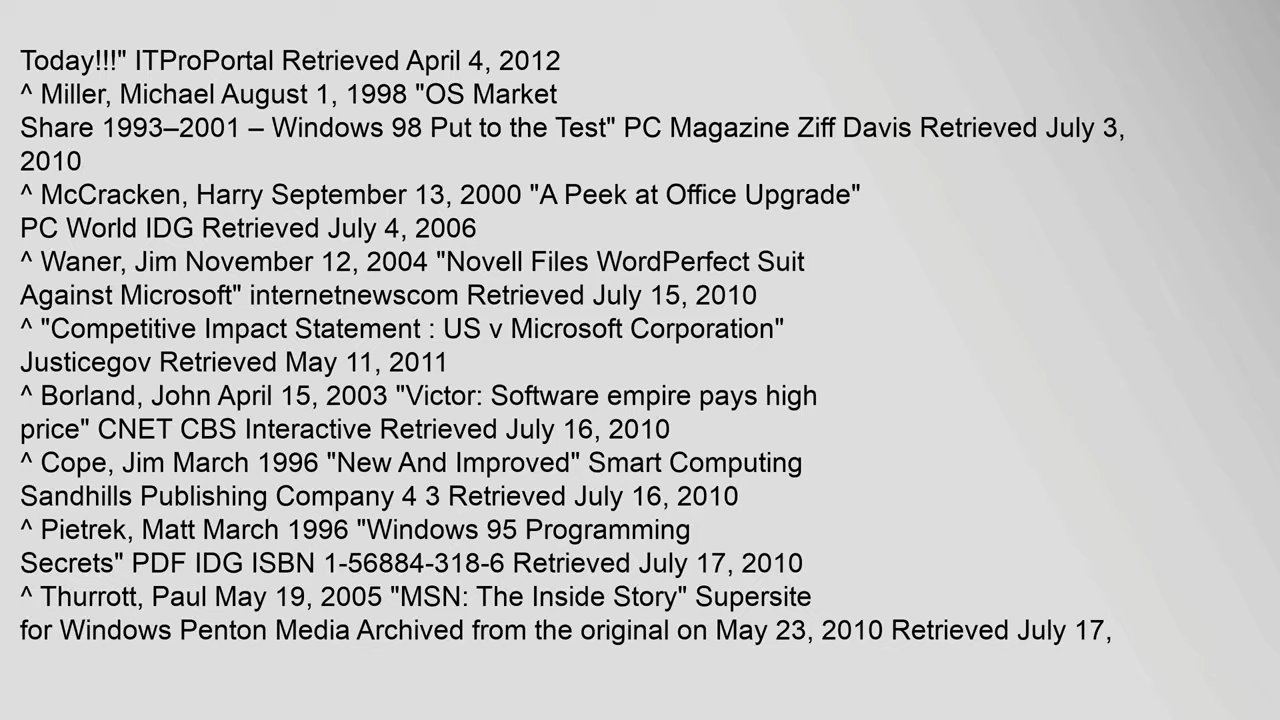 Today!!!" ITProPortal Retrieved April 4, 2012
^ Miller, Michael August 1, 1998 "OS Market
Share 1993–2001 – Windows 98 Put to the Test" PC Magazine Ziff Davis Retrieved July 3,
2010
^ McCracken, Harry September 13, 2000 "A Peek at Office Upgrade"
PC World IDG Retrieved July 4, 2006
^ Waner, Jim November 12, 2004 "Novell Files WordPerfect Suit
Against Microsoft" internetnewscom Retrieved July 15, 2010
^ "Competitive Impact Statement : US v Microsoft Corporation"
Justicegov Retrieved May 11, 2011
^ Borland, John April 15, 2003 "Victor: Software empire pays high
price" CNET CBS Interactive Retrieved July 16, 2010
^ Cope, Jim March 1996 "New And Improved" Smart Computing
Sandhills Publishing Company 4 3 Retrieved July 16, 2010
^ Pietrek, Matt March 1996 "Windows 95 Programming
Secrets" PDF IDG ISBN 1-56884-318-6 Retrieved July 17, 2010
^ Thurrott, Paul May 19, 2005 "MSN: The Inside Story" Supersite
for Windows Penton Media Archived from the original on May 23, 2010 Retrieved July 17,